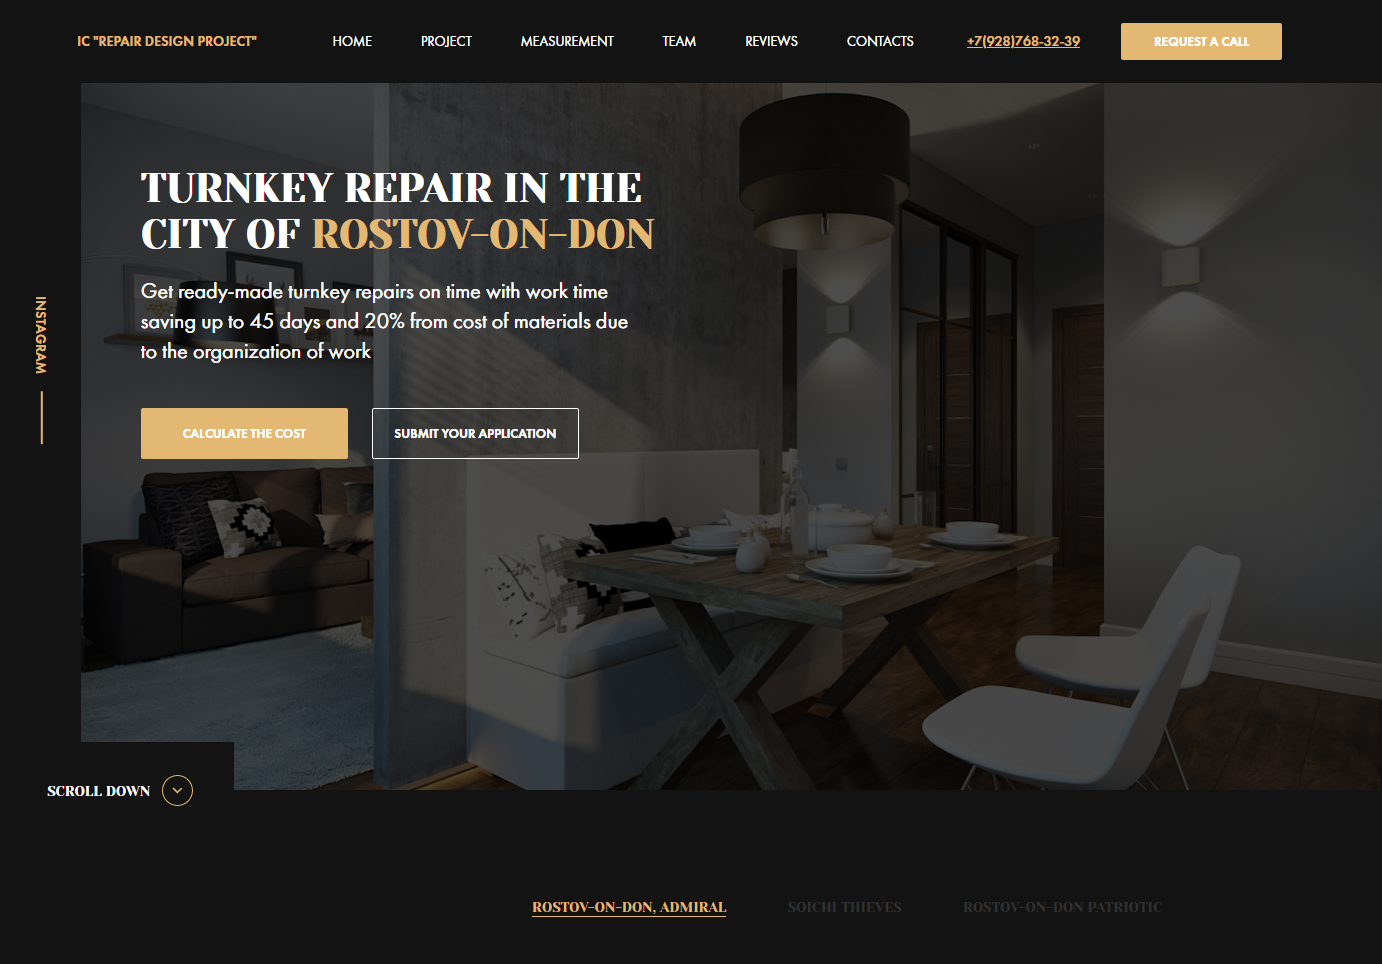 IC "REPAIR DESIGN PROJECT"
HOME
PROJECT
MEASUREMENT
TEAM
REVIEWS
CONTACTS
+7(928)768-32-39
REQUEST A CALL
TURNKEY REPAIR IN THE
CITY OF ROSTOV-ON-DON
Get ready-made turnkey repairs on time with work time
saving up to 45 days and 20% from cost of materials due
to the organization of work
INSTAGRAM
CALCULATE THE COST
SUBMIT YOUR APPLICATION
SCROLL DOWN
ROSTOV-ON-DON, ADMIRAL
SOICHI THIEVES
ROSTOV-ON-DON PATRIOTIC